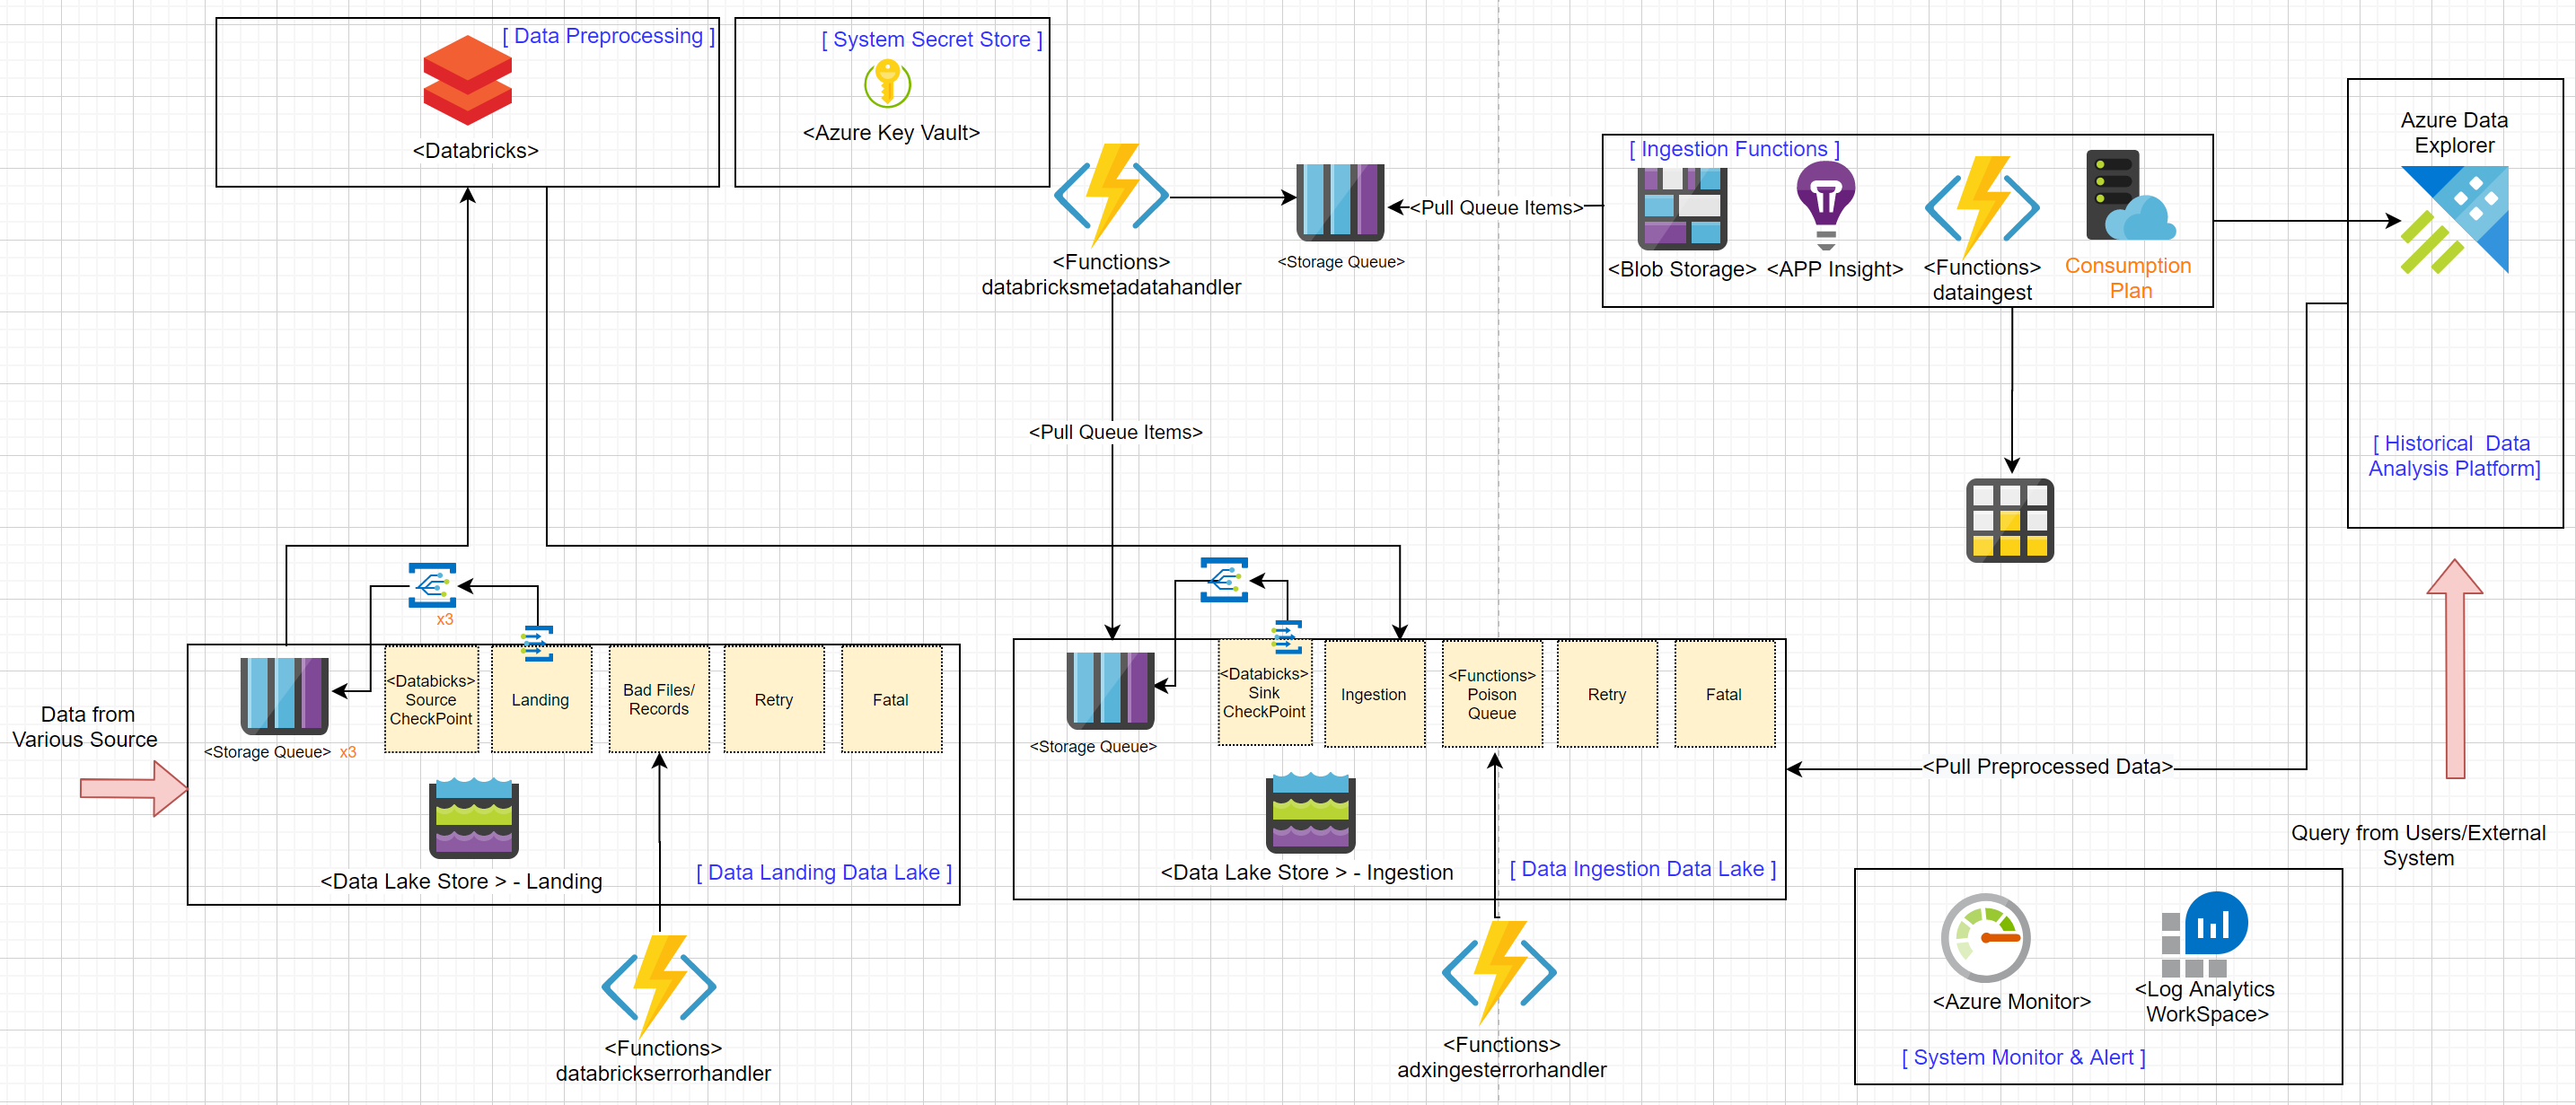 [ Data Preprocessing ]
<Databricks>
[ System Secret Store ]
<Azure Key Vault>
<Functions>
databricksmetadatahandler
<Storage Queue>
<Pull Queue Items>
[ Ingestion Functions ]
<Blob Storage>
<APP Insight>
<Functions>
dataingest
Consumption
Plan
Azure Data
Explorer
[ Historical  Data
Analysis Platform]
<Pull Queue Items>
x3
Data from
Various Source
<Storage Queue> x3
<Databicks>
Source
CheckPoint
Landing
Bad Files/
Records
Retry
Fatal
<Data Lake Store > - Landing
[ Data Landing Data Lake ]
<Functions>
databrickserrorhandler
<Storage Queue>
<Databicks>
Sink
CheckPoint
Ingestion
<Functions>
Poison
Queue
Retry
Fatal
<Data Lake Store > - Ingestion
[ Data Ingestion Data Lake ]
<Functions>
adxingesterrorhandler
<Pull Preprocessed Data>
Query from Users/External
System
<Azure Monitor>
<Log Analytics
WorkSpace>
[ System Monitor & Alert ]